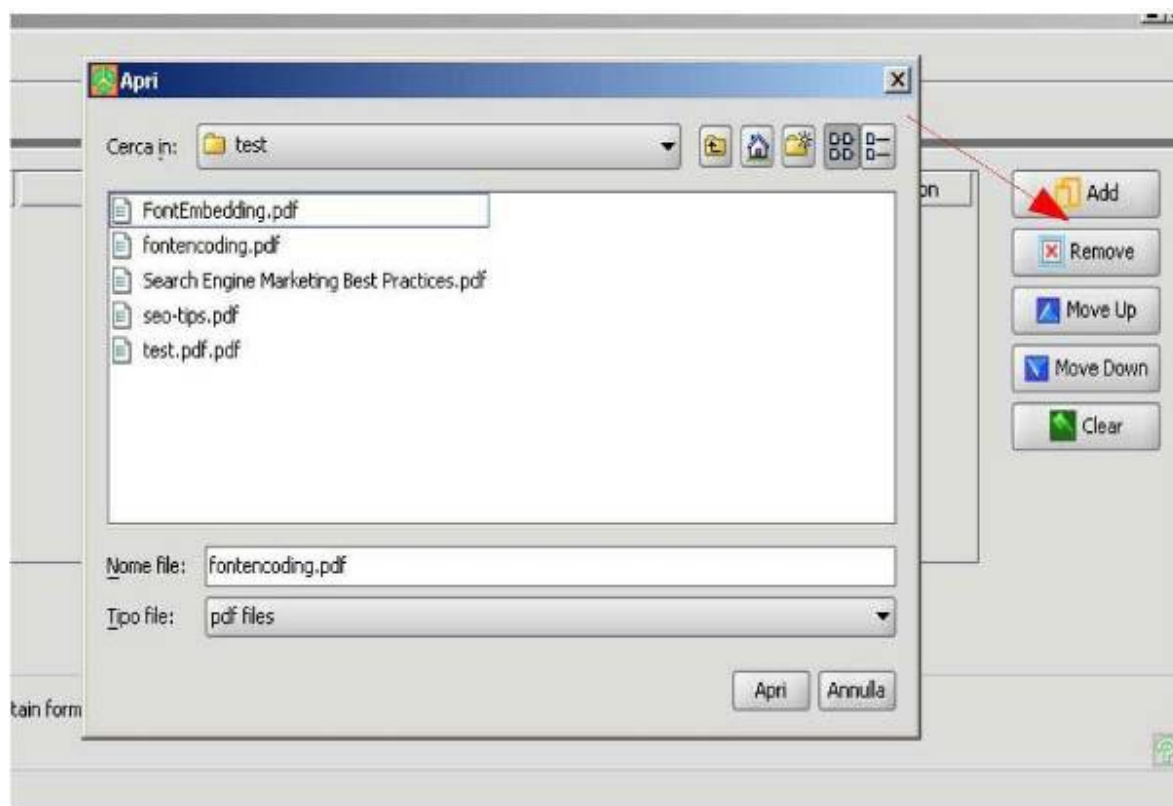 Apri
Cerca in: test
on
Add
FontEmbedding.pdf
fontencoding.pdf
Remove
Search Engine Marketing Best Practices.pdf
seo-tips.pdf
Move Up
test.pdf.pdf
Move Down
Clear
Nome file: fontencoding.pdf
Tipo file: pdf files
Apri Annulla
tain form